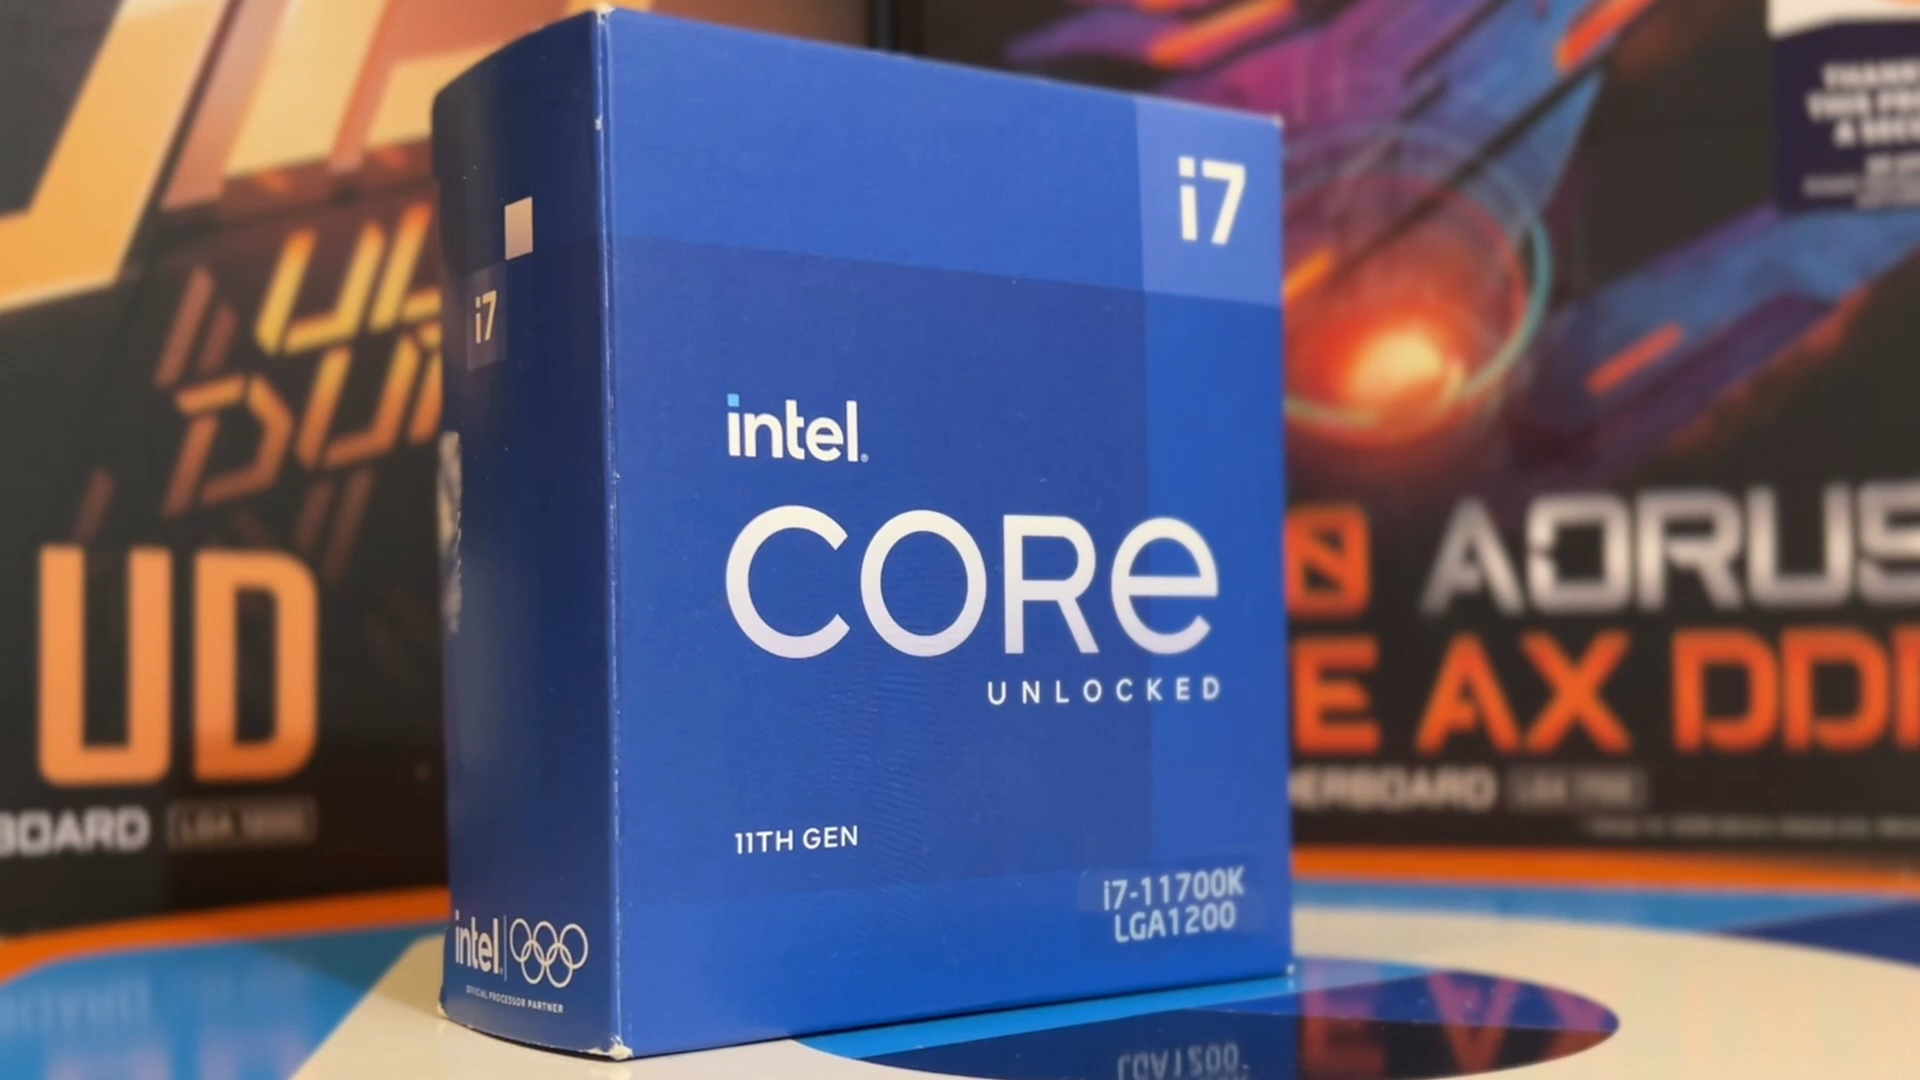 i7
i7
intel
CORE
UNLOCKED
11TH GEN
i7-11700K
LGA1200
intel
OFFICIAL PROCESSOR PARTNER
UD
BOARD
AORUS
E AX DD
ERBOARD
THANK
LGA1200